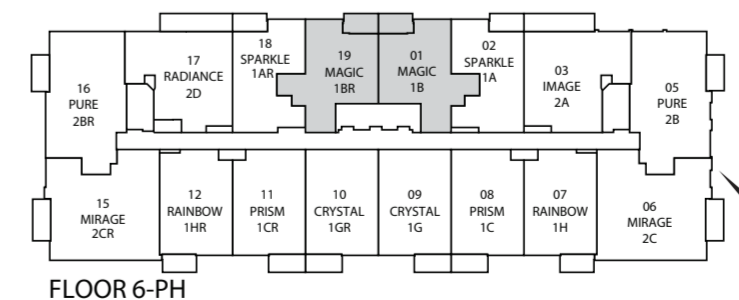 16
PURE
2BR
17
RADIANCE
2D
18
SPARKLE
1AR
19
MAGIC
1BR
01
MAGIC
1B
02
SPARKLE
1A
03
IMAGE
2A
05
PURE
2B
15
MIRAGE
2CR
12
RAINBOW
1HR
11
PRISM
1CR
10
CRYSTAL
1GR
09
CRYSTAL
1G
08
PRISM
1C
07
RAINBOW
1H
06
MIRAGE
2C
FLOOR 6-PH